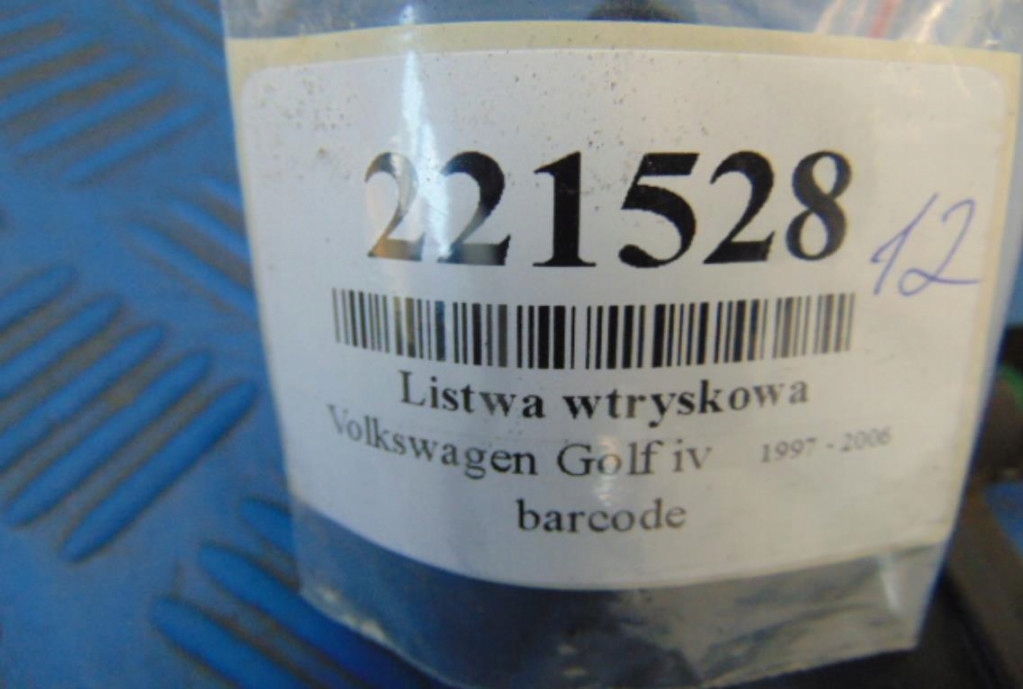 221528
12
Listwa wtryskowa
Volkswagen Golf iv 1997 - 2006
barcode